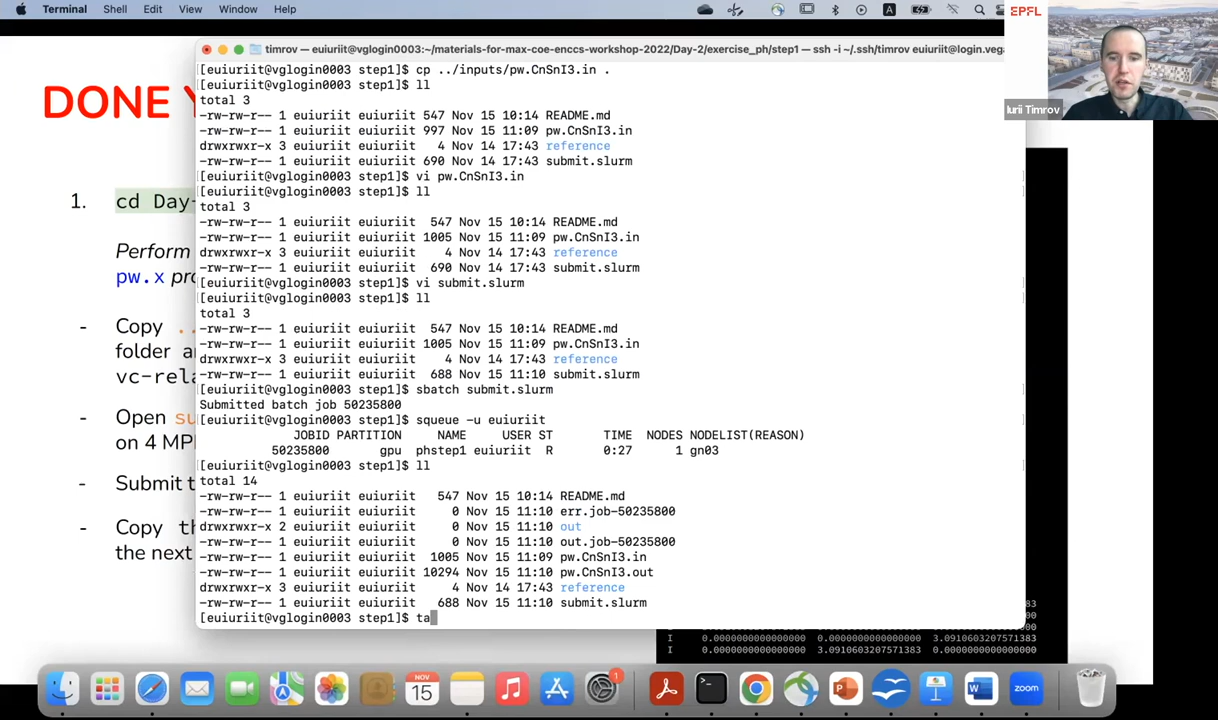 Terminal Shell Edit View Window Help
EPFL
timrov — euiuriit@vglogin0003:~/materials-for-max-coe-enccs-workshop-2022/Day-2/exercise_ph/step1 — ssh -i ~/.ssh/timrov euiuriit@login.vega
Iurii Timrov
DONE
1. cd Day-
Perform
pw.x pro
- Copy ..
folder a
vc-rela
- Open su
on 4 MP
- Submit t
- Copy th
the next
[euiuriit@vglogin0003 step1]$ cp ../inputs/pw.CnSnI3.in .
[euiuriit@vglogin0003 step1]$ ll
total 3
-rw-rw-r-- 1 euiuriit euiuriit 547 Nov 15 10:14 README.md
-rw-rw-r-- 1 euiuriit euiuriit 997 Nov 15 11:09 pw.CnSnI3.in
drwxrwxr-x 3 euiuriit euiuriit 4 Nov 14 17:43 reference
-rw-rw-r-- 1 euiuriit euiuriit 690 Nov 14 17:43 submit.slurm
[euiuriit@vglogin0003 step1]$ vi pw.CnSnI3.in
[euiuriit@vglogin0003 step1]$ ll
total 3
-rw-rw-r-- 1 euiuriit euiuriit 547 Nov 15 10:14 README.md
-rw-rw-r-- 1 euiuriit euiuriit 1005 Nov 15 11:09 pw.CnSnI3.in
drwxrwxr-x 3 euiuriit euiuriit 4 Nov 14 17:43 reference
-rw-rw-r-- 1 euiuriit euiuriit 690 Nov 14 17:43 submit.slurm
[euiuriit@vglogin0003 step1]$ vi submit.slurm
[euiuriit@vglogin0003 step1]$ ll
total 3
-rw-rw-r-- 1 euiuriit euiuriit 547 Nov 15 10:14 README.md
-rw-rw-r-- 1 euiuriit euiuriit 1005 Nov 15 11:09 pw.CnSnI3.in
drwxrwxr-x 3 euiuriit euiuriit 4 Nov 14 17:43 reference
-rw-rw-r-- 1 euiuriit euiuriit 688 Nov 15 11:10 submit.slurm
[euiuriit@vglogin0003 step1]$ sbatch submit.slurm
Submitted batch job 50235800
[euiuriit@vglogin0003 step1]$ squeue -u euiuriit
JOBID PARTITION NAME USER ST TIME NODES NODELIST(REASON)
50235800 gpu phstep1 euiuriit R 0:27 1 gn03
[euiuriit@vglogin0003 step1]$ ll
total 14
-rw-rw-r-- 1 euiuriit euiuriit 547 Nov 15 10:14 README.md
-rw-rw-r-- 1 euiuriit euiuriit 0 Nov 15 11:10 err.job-50235800
drwxrwxr-x 2 euiuriit euiuriit 0 Nov 15 11:10 out
-rw-rw-r-- 1 euiuriit euiuriit 0 Nov 15 11:10 out.job-50235800
-rw-rw-r-- 1 euiuriit euiuriit 1005 Nov 15 11:09 pw.CnSnI3.in
-rw-rw-r-- 1 euiuriit euiuriit 10294 Nov 15 11:10 pw.CnSnI3.out
drwxrwxr-x 3 euiuriit euiuriit 4 Nov 14 17:43 reference
-rw-rw-r-- 1 euiuriit euiuriit 688 Nov 15 11:10 submit.slurm
[euiuriit@vglogin0003 step1]$ ta
83
00
00
I 0.0000000000000000 0.0000000000000000 3.0910603207571383
I 0.0000000000000000 3.0910603207571383 0.0000000000000000
NOV
15
1
zoom